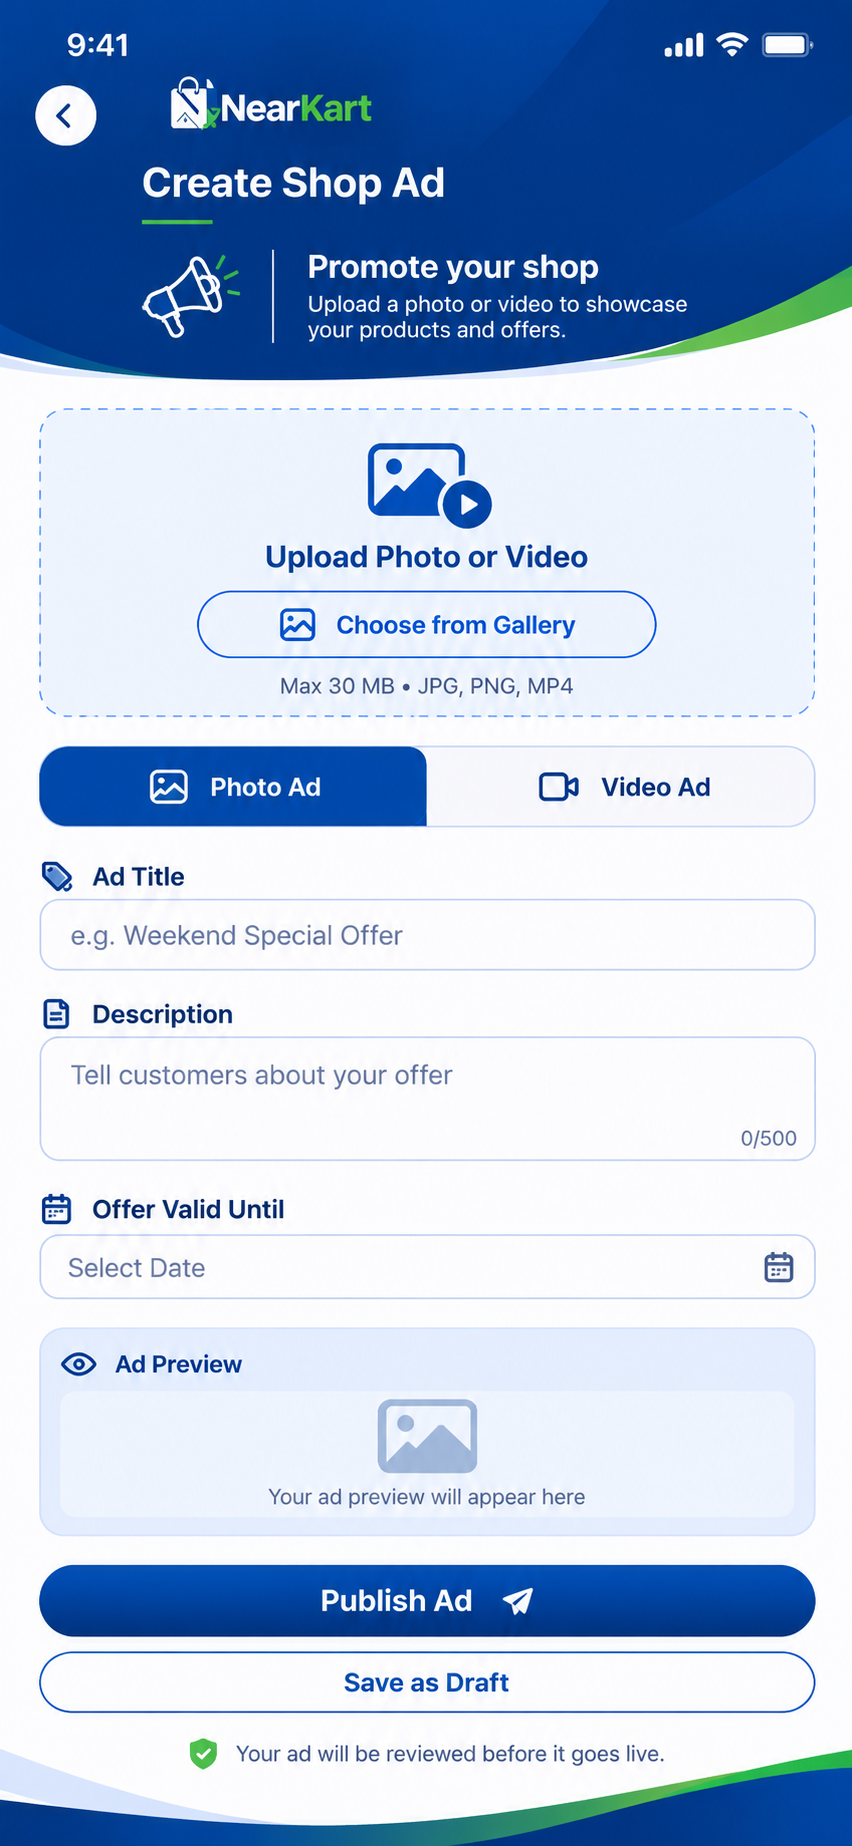 9:41
NearKart
Create Shop Ad
Promote your shop
Upload a photo or video to showcase
your products and offers.
Upload Photo or Video
Choose from Gallery
Max 30 MB • JPG, PNG, MP4
Photo Ad
Video Ad
Ad Title
e.g. Weekend Special Offer
Description
Tell customers about your offer
0/500
Offer Valid Until
Select Date
Ad Preview
Your ad preview will appear here
Publish Ad
Save as Draft
Your ad will be reviewed before it goes live.